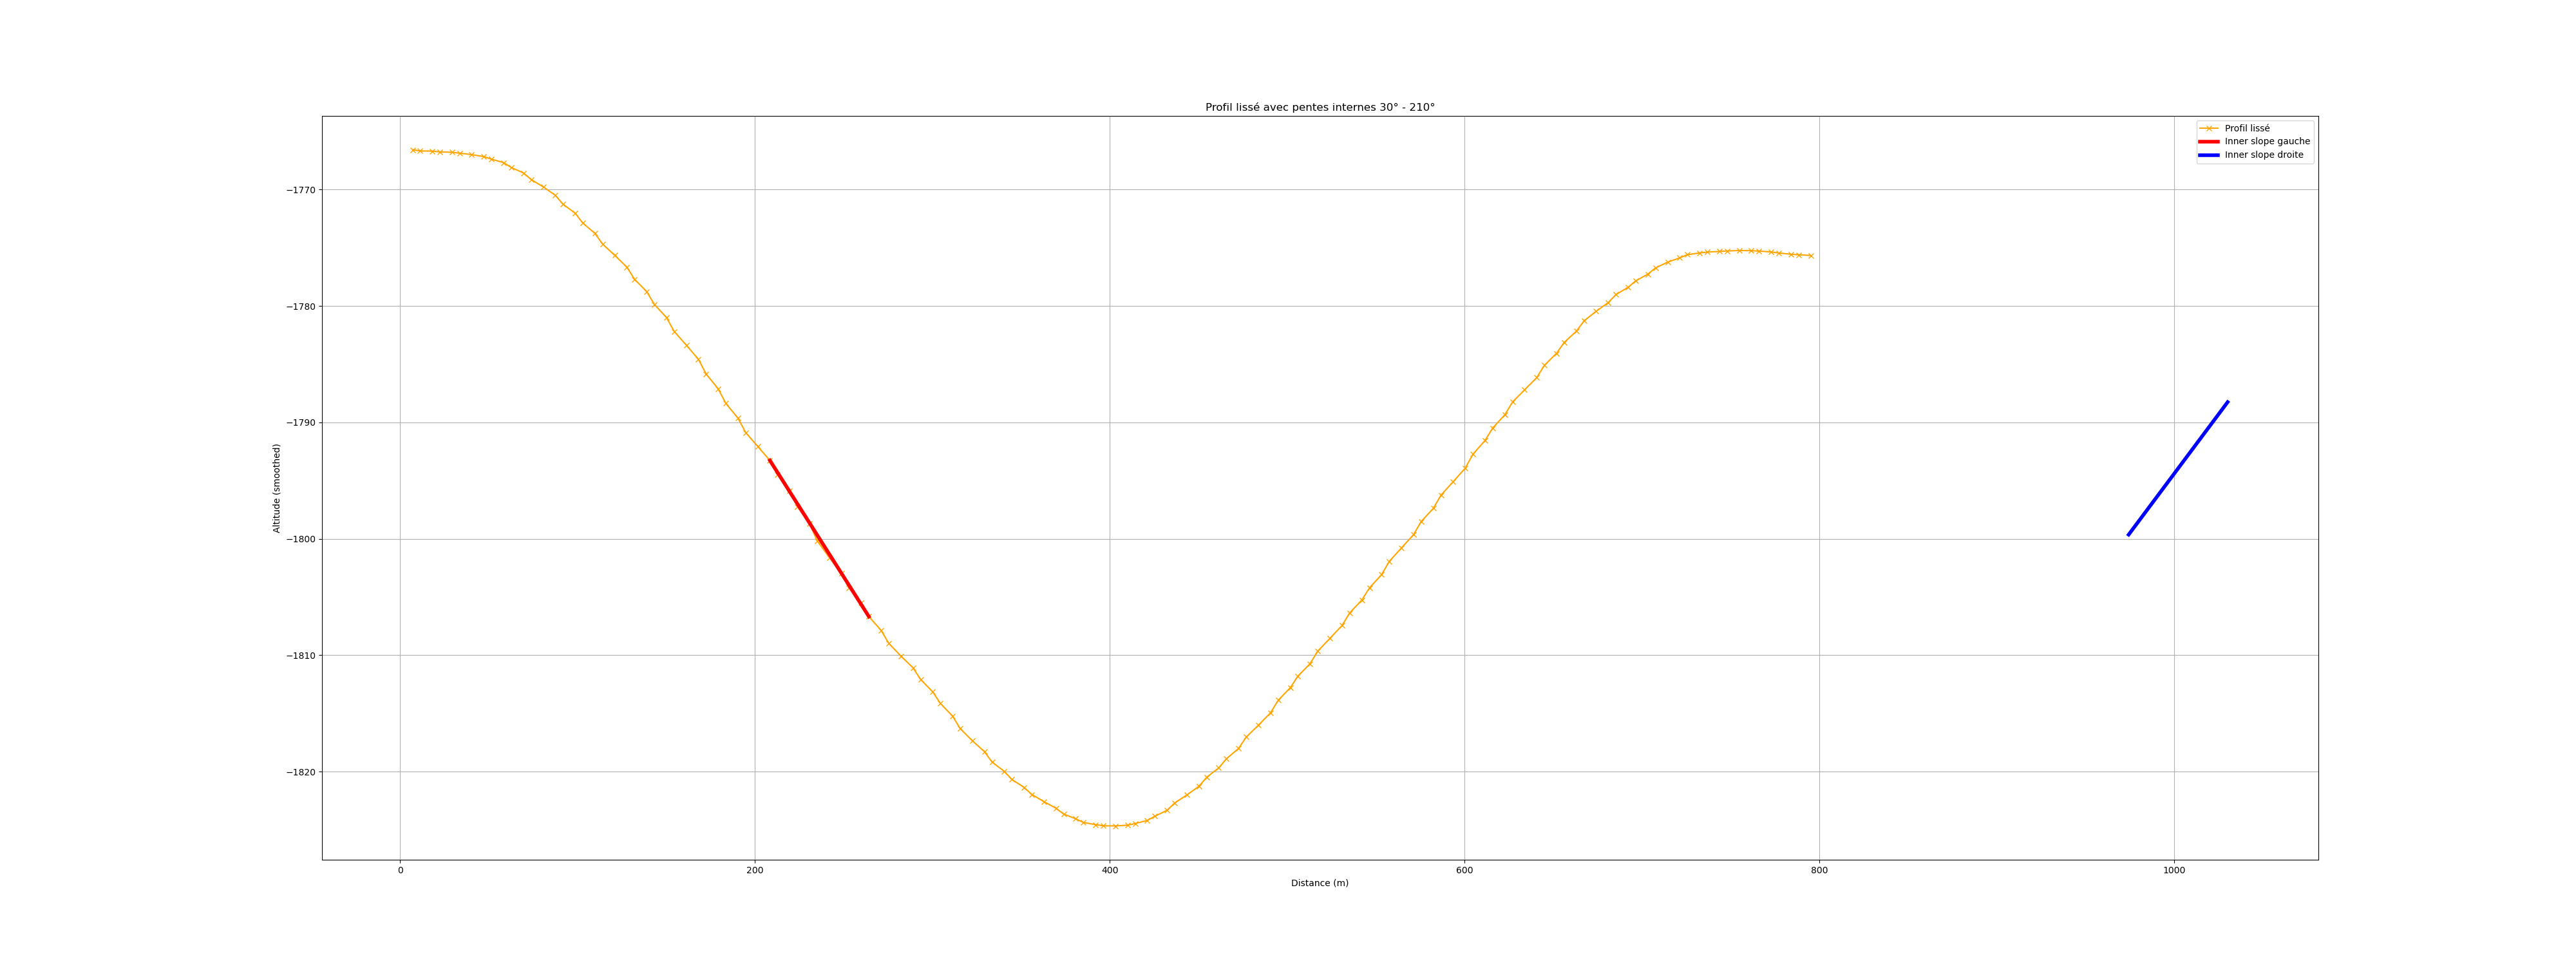 Profil lissé avec pentes internes 30° - 210°
Profil lissé
Inner slope gauche
Inner slope droite
Altitude (smoothed)
−1770
−1780
−1790
−1800
−1810
−1820
0
200
400
600
800
1000
Distance (m)